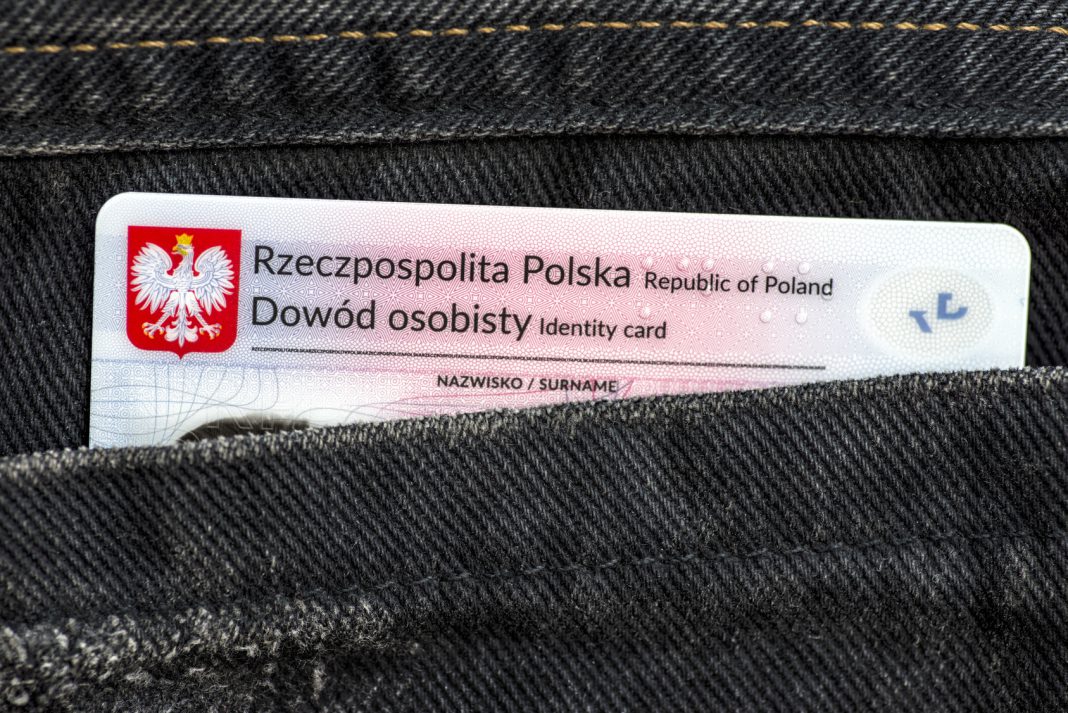 Rzeczpospolita Polska Republic of Poland
Dowód osobisty Identity card
NAZWISKO / SURNAME